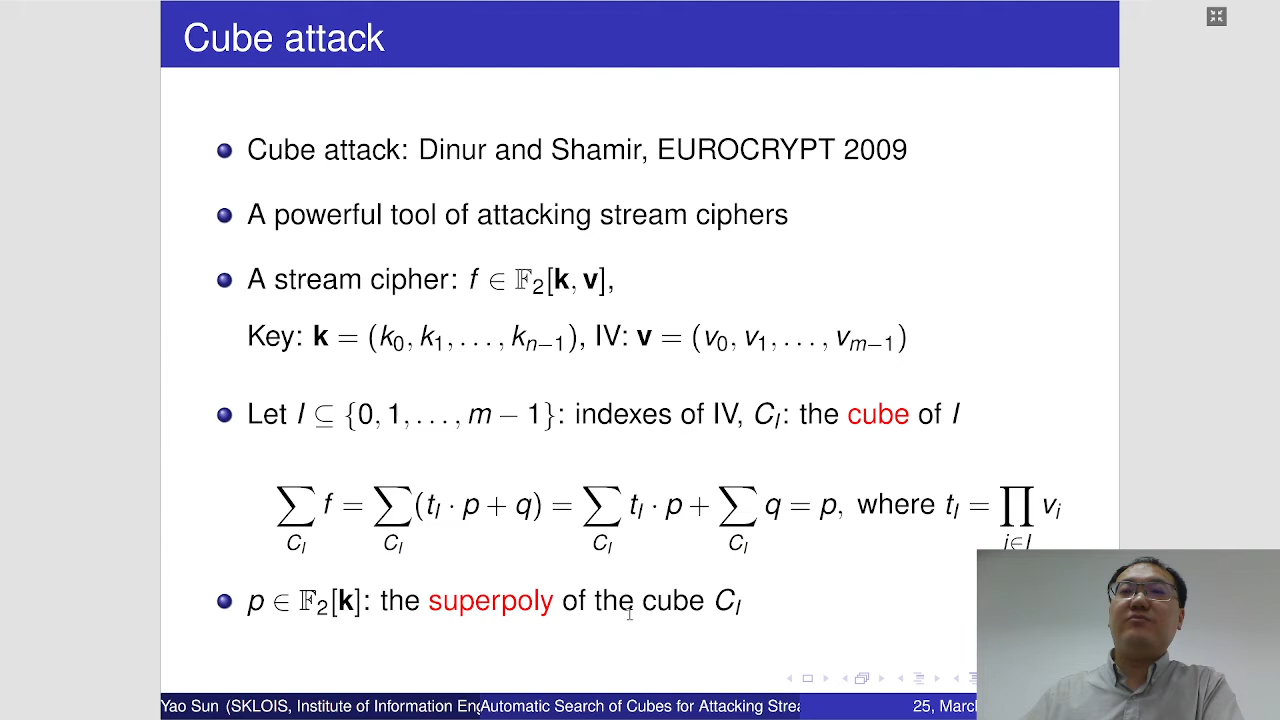 Cube attack
Cube attack: Dinur and Shamir, EUROCRYPT 2009
A powerful tool of attacking stream ciphers
A stream cipher: f ∈ 𝔽₂[k, v],
Key: k = (k₀, k₁, . . . , kₙ₋₁), IV: v = (v₀, v₁, . . . , vₘ₋₁)
Let I ⊆ {0, 1, . . . , m − 1}: indexes of IV, C_I: the cube of I
∑_{C_I} f = ∑_{C_I} (t_I · p + q) = ∑_{C_I} t_I · p + ∑_{C_I} q = p, where t_I = ∏_{i∈I} v_i
p ∈ 𝔽₂[k]: the superpoly of the cube C_I
Yao Sun (SKLOIS, Institute of Information Eng Automatic Search of Cubes for Attacking Strea 25, March